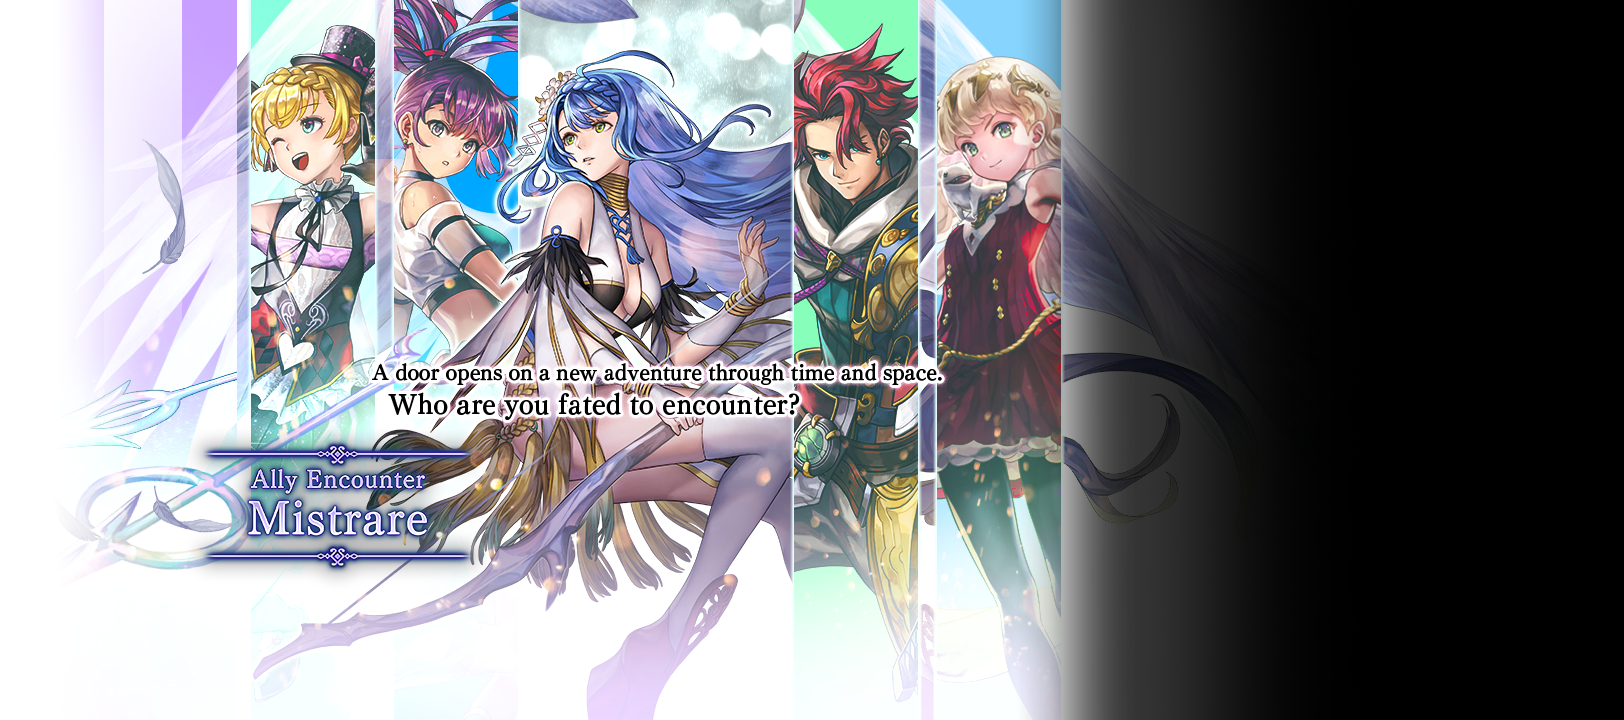 A door opens on a new adventure through time and space.
Who are you fated to encounter?
Ally Encounter
Mistrare